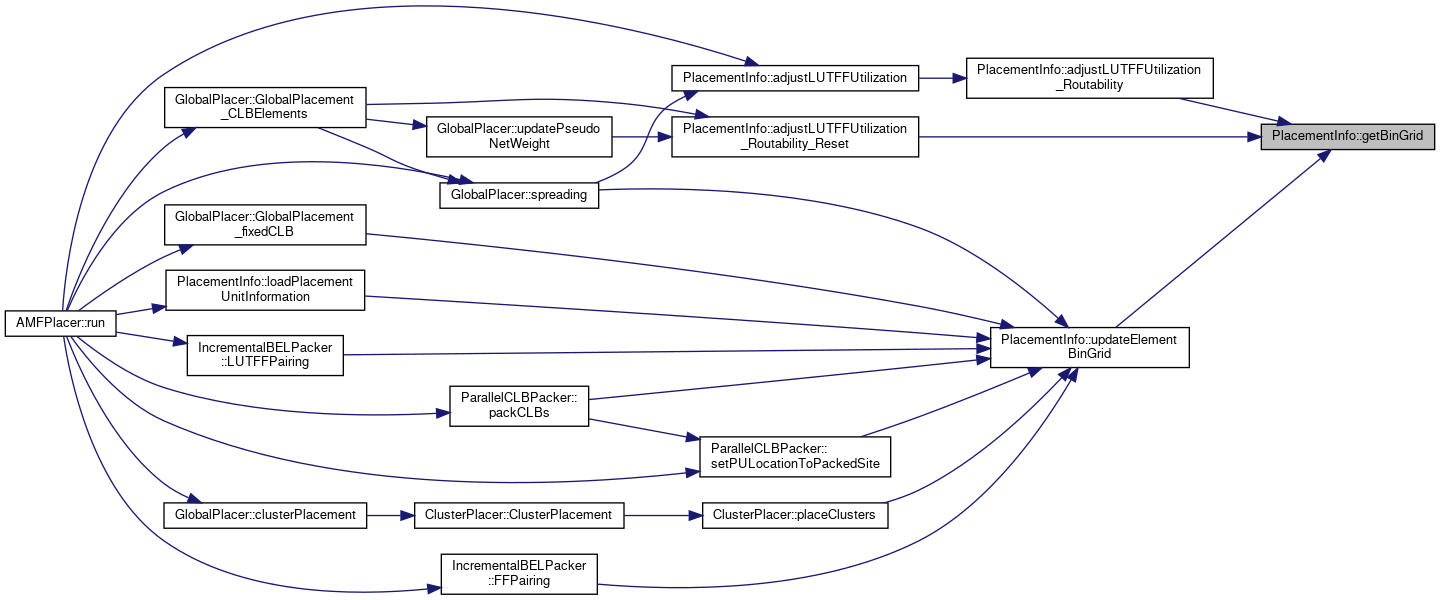 PlacementInfo::adjustLUTFFUtilization
PlacementInfo::adjustLUTFFUtilization
_Routability
GlobalPlacer::GlobalPlacement
_CLBElements
GlobalPlacer::updatePseudo
NetWeight
PlacementInfo::adjustLUTFFUtilization
_Routability_Reset
PlacementInfo::getBinGrid
GlobalPlacer::spreading
GlobalPlacer::GlobalPlacement
_fixedCLB
PlacementInfo::loadPlacement
UnitInformation
AMFPlacer::run
IncrementalBELPacker
::LUTFFPairing
PlacementInfo::updateElement
BinGrid
ParallelCLBPacker::
packCLBs
ParallelCLBPacker::
setPULocationToPackedSite
GlobalPlacer::clusterPlacement
ClusterPlacer::ClusterPlacement
ClusterPlacer::placeClusters
IncrementalBELPacker
::FFPairing